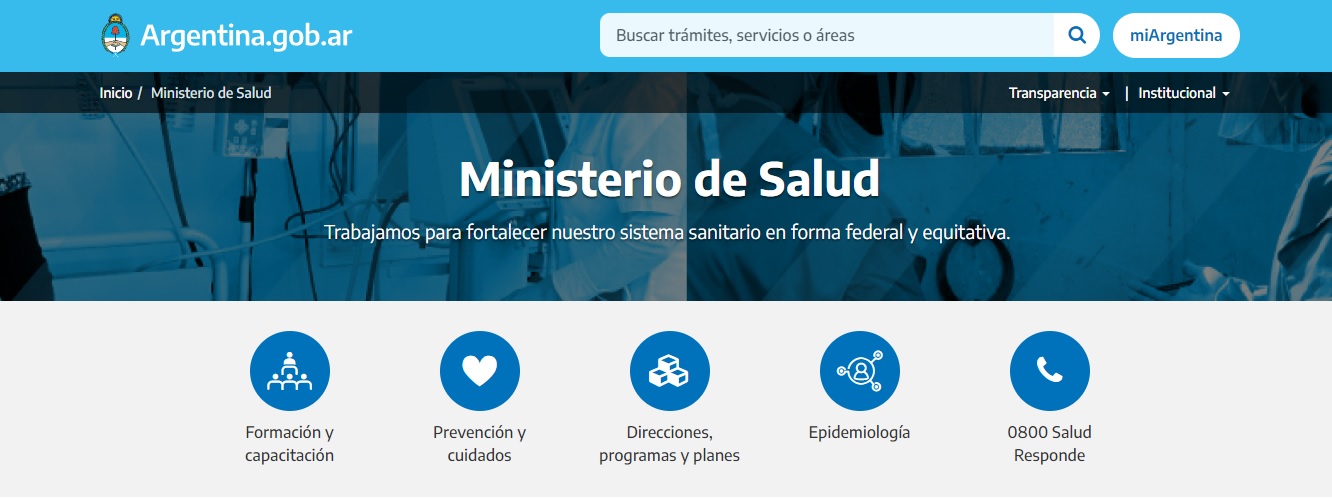 Argentina.gob.ar
Buscar trámites, servicios o áreas
miArgentina
Inicio / Ministerio de Salud
Transparencia | Institucional
Ministerio de Salud
Trabajamos para fortalecer nuestro sistema sanitario en forma federal y equitativa.
Formación y
capacitación
Prevención y
cuidados
Direcciones,
programas y planes
Epidemiología
0800 Salud
Responde